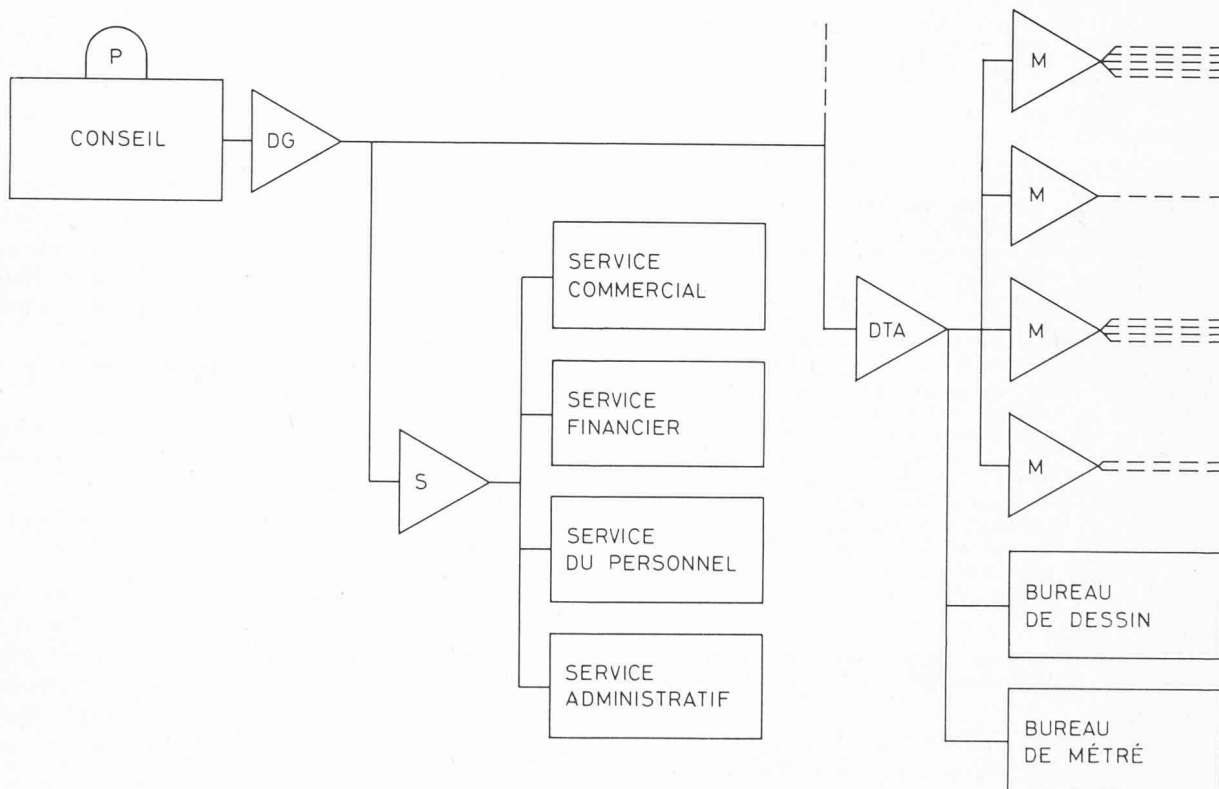 P
CONSEIL
DG
SERVICE
COMMERCIAL
SERVICE
FINANCIER
S
SERVICE
DU PERSONNEL
SERVICE
ADMINISTRATIF
DTA
M
M
M
M
BUREAU
DE DESSIN
BUREAU
DE MÉTRÉ